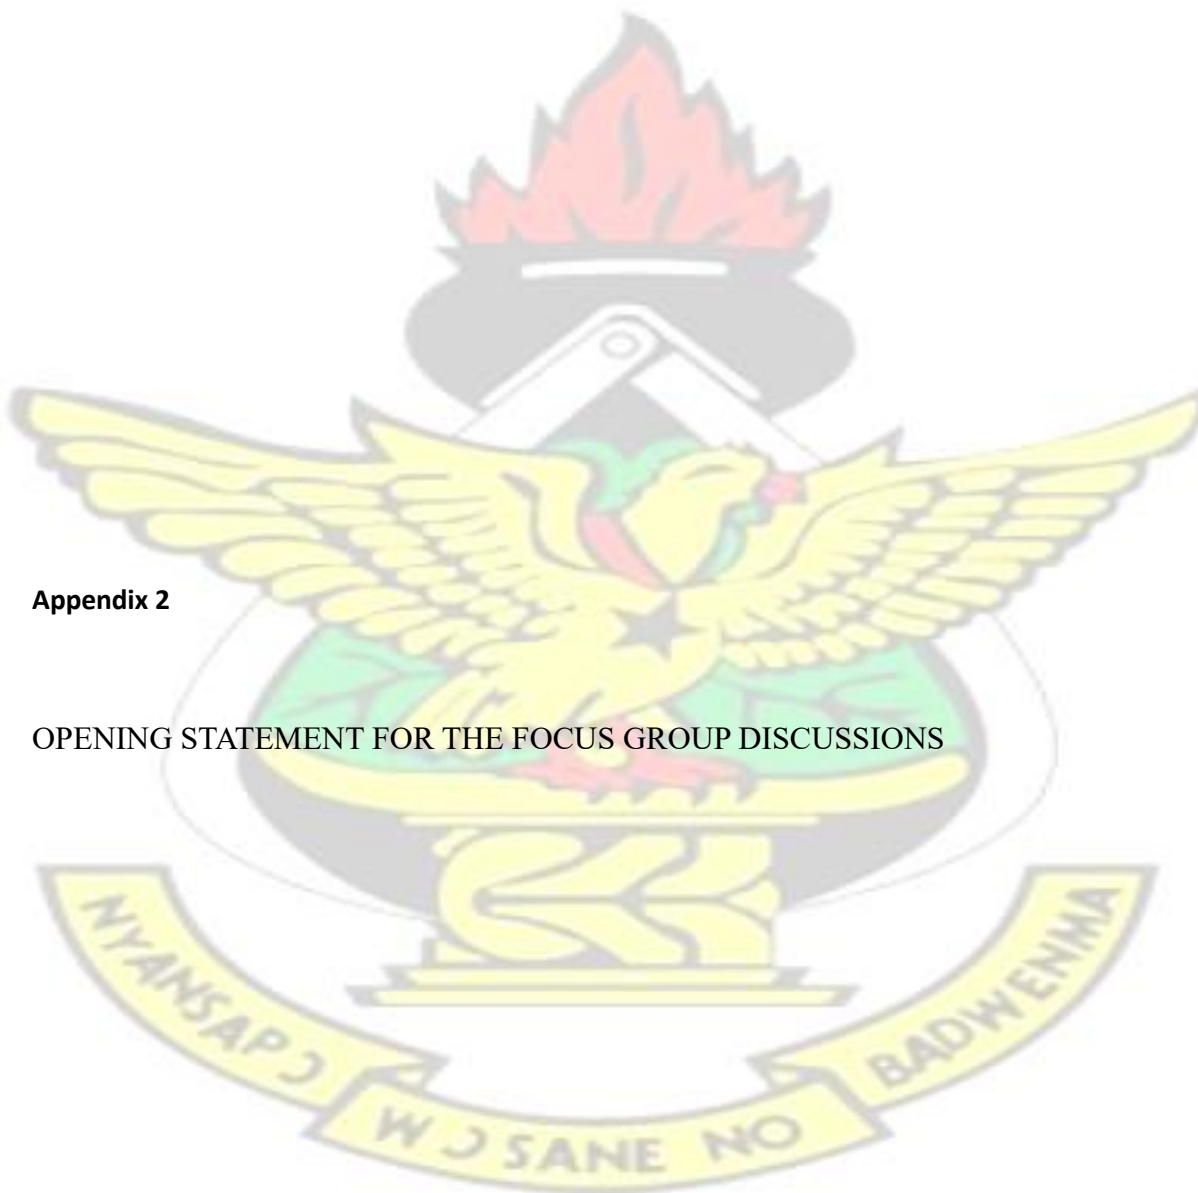 Appendix 2
OPENING STATEMENT FOR THE FOCUS GROUP DISCUSSIONS
NYANSAPƆ
WƆSANE NO
BADWENMA